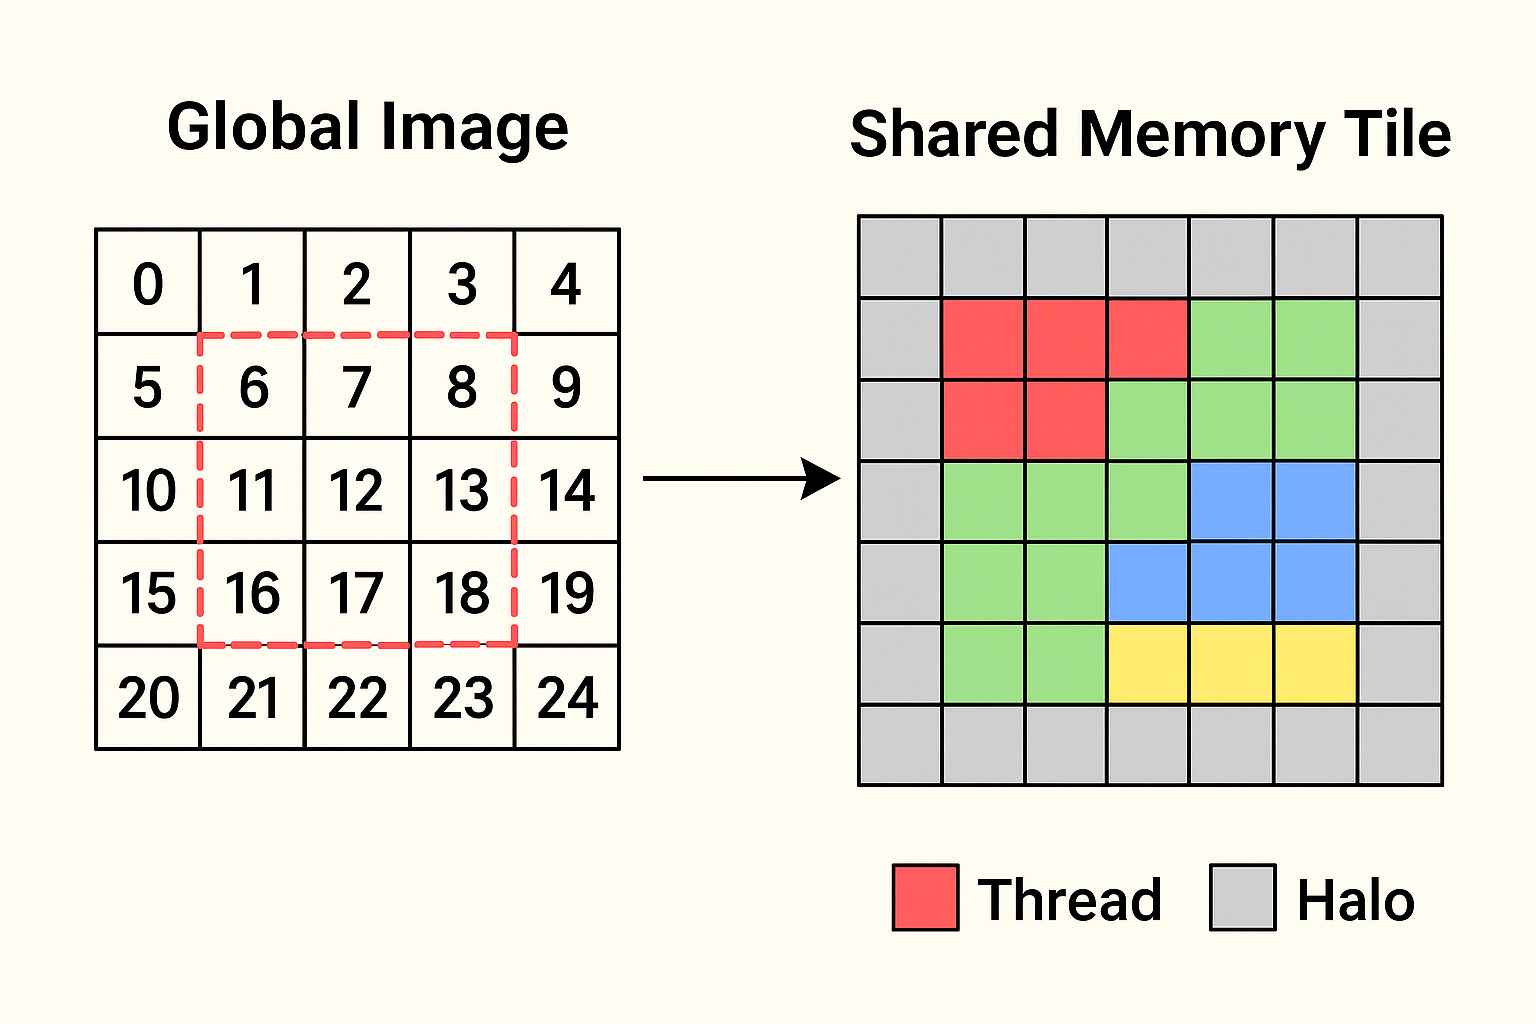 Global Image
Shared Memory Tile
0 1 2 3 4
5 6 7 8 9
10 11 12 13 14
15 16 17 18 19
20 21 22 23 24
Thread Halo